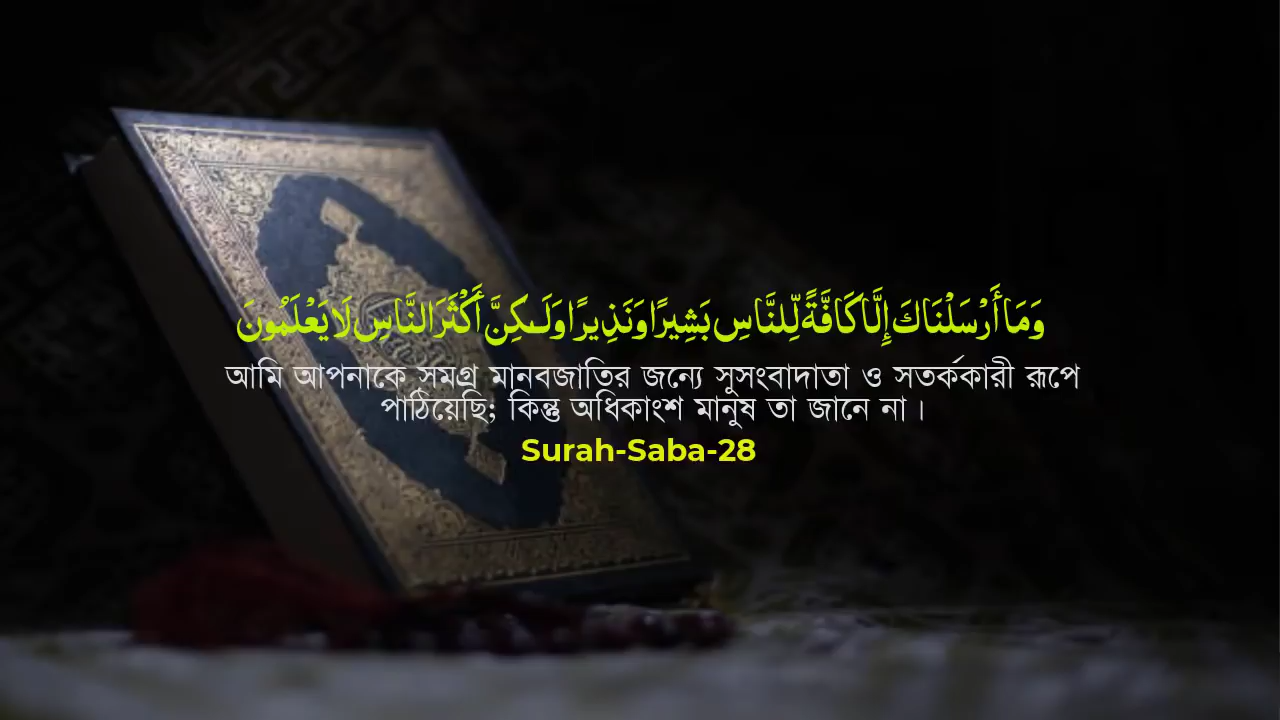 وَمَا أَرْسَلْنَاكَ إِلَّا كَافَّةً لِّلنَّاسِ بَشِيرًا وَنَذِيرًا وَلَـٰكِنَّ أَكْثَرَ النَّاسِ لَا يَعْلَمُونَ
আমি আপনাকে সমগ্র মানবজাতির জন্যে সুসংবাদাতা ও সতর্ককারী রূপে
পাঠিয়েছি; কিন্তু অধিকাংশ মানুষ তা জানে না।
Surah-Saba-28